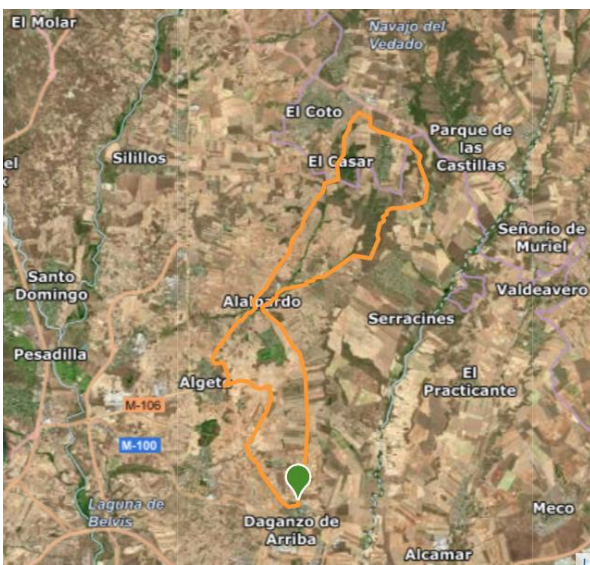 El Molar
Navajo del
Vedado
El Coto
Parque de
las
Castillas
Silillos
El Casar
el
Señorío de
Muriel
Santo
Domingo
Valdeavero
Alalpardo
Serracines
Pesadilla
El
Practicante
Algete
M-106
M-100
Laguna de
Belvis
Meco
Daganzo de
Arriba
Alcamar